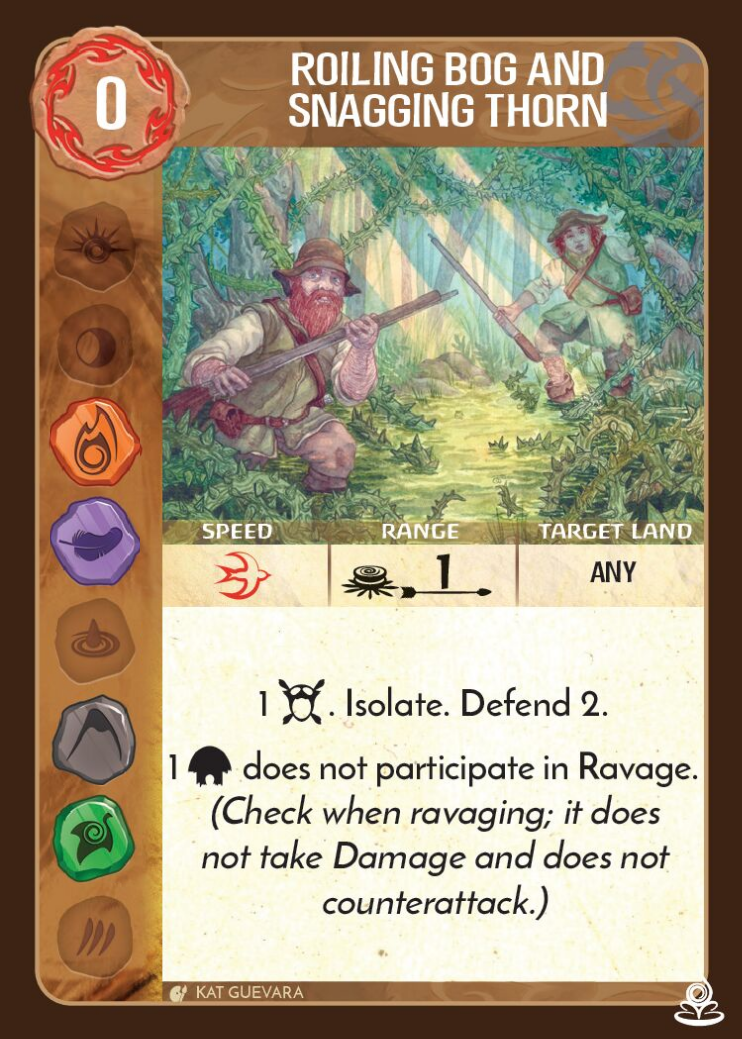 0
ROILING BOG AND
SNAGGING THORN
SPEED RANGE TARGET LAND
1 ANY
1 . Isolate. Defend 2.
1 does not participate in Ravage.
(Check when ravaging; it does
not take Damage and does not
counterattack.)
KAT GUEVARA